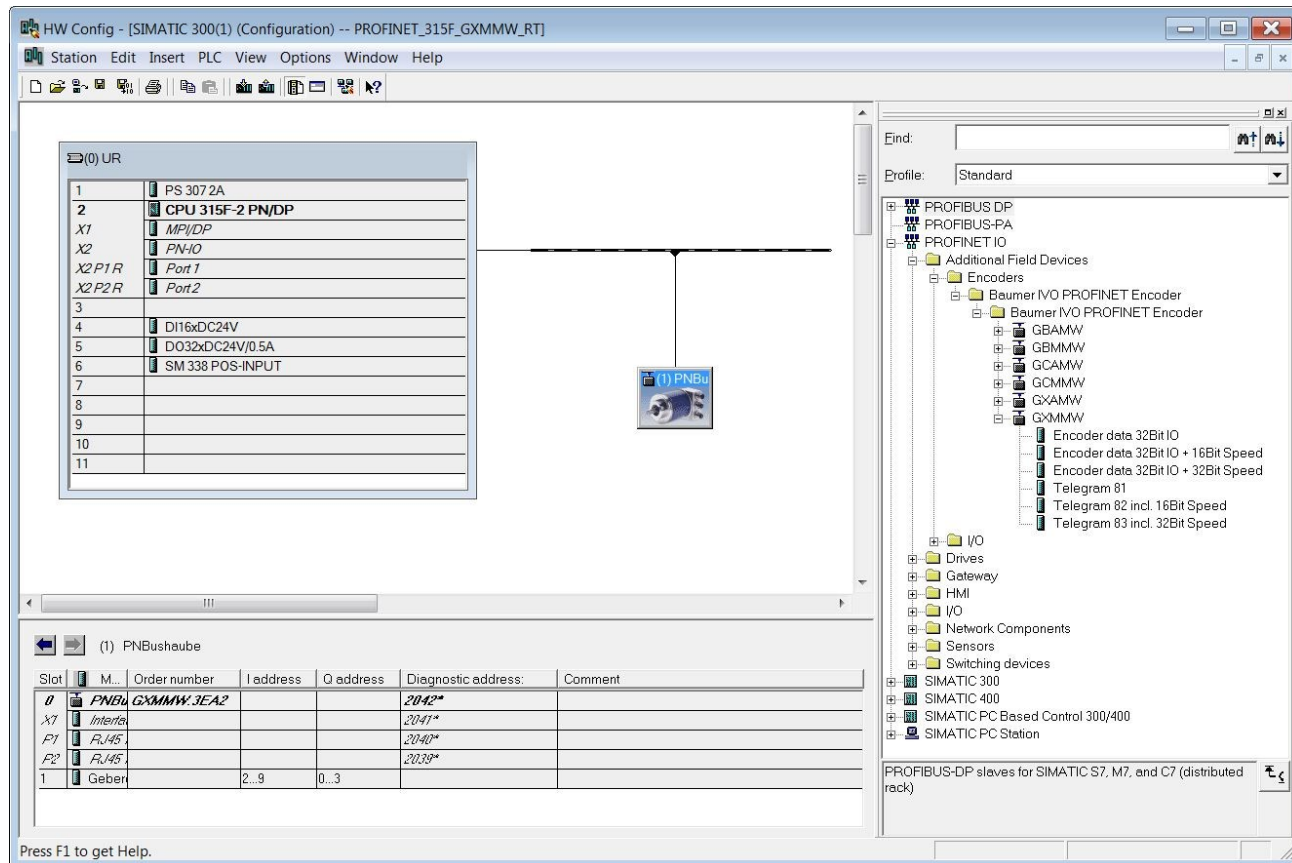 HW Config - [SIMATIC 300(1) (Configuration) -- PROFINET_315F_GXMMW_RT]
Station Edit Insert PLC View Options Window Help
(0) UR
1 PS 307 2A
2 CPU 315F-2 PN/DP
X1 MPI/DP
X2 PN-IO
X2 P1 R Port 1
X2 P2 R Port 2
3
4 DI16xDC24V
5 DO32xDC24V/0.5A
6 SM 338 POS-INPUT
7
8
9
10
11
(1) PNBu
Find:
Profile: Standard
PROFIBUS DP
PROFIBUS-PA
PROFINET IO
Additional Field Devices
Encoders
Baumer IVO PROFINET Encoder
Baumer IVO PROFINET Encoder
GBAMW
GBMMW
GCAMW
GCMMW
GXAMW
GXMMW
Encoder data 32Bit IO
Encoder data 32Bit IO + 16Bit Speed
Encoder data 32Bit IO + 32Bit Speed
Telegram 81
Telegram 82 incl. 16Bit Speed
Telegram 83 incl. 32Bit Speed
I/O
Drives
Gateway
HMI
I/O
Network Components
Sensors
Switching devices
SIMATIC 300
SIMATIC 400
SIMATIC PC Based Control 300/400
SIMATIC PC Station
PROFIBUS-DP slaves for SIMATIC S7, M7, and C7 (distributed
rack)
(1) PNBushaube
Slot M... Order number I address Q address Diagnostic address: Comment
0 PNBu GXMMW.3EA2 2042*
X1 Interfa 2041*
P1 RJ45 2040*
P2 RJ45 2039*
1 Geber 2...9 0...3
Press F1 to get Help.